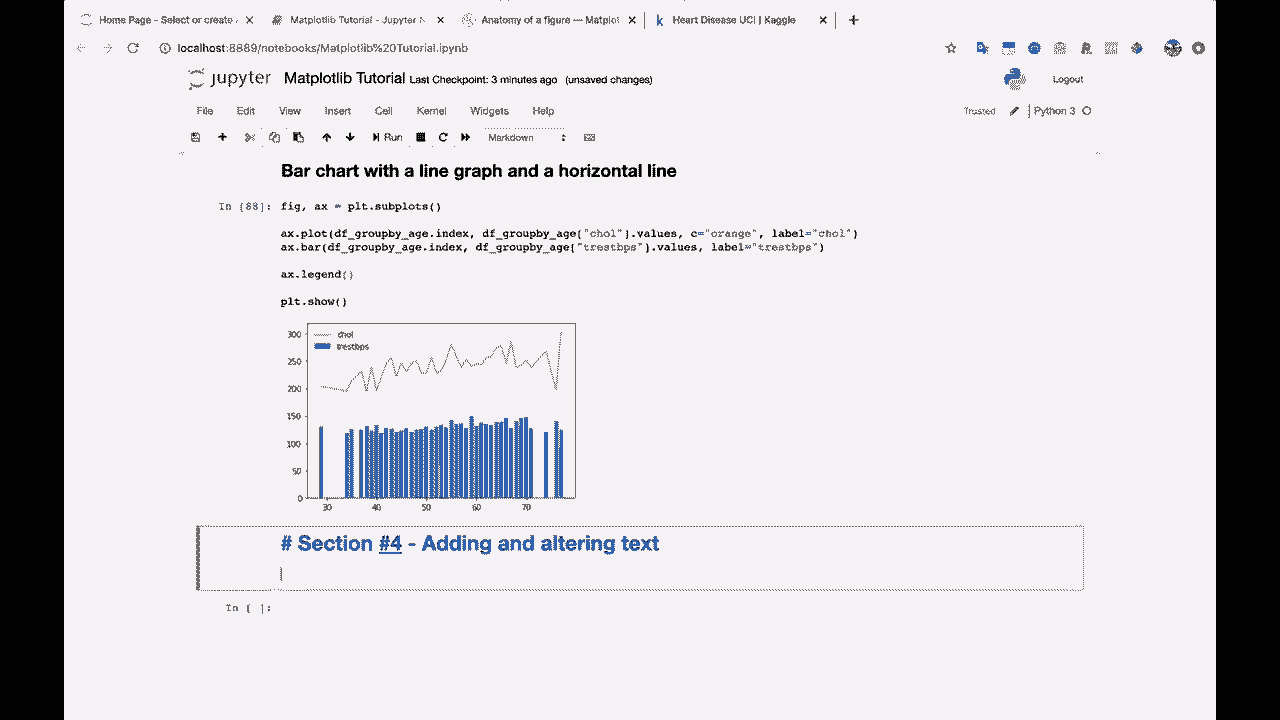 Home Page - Select or create
Matplotlib Tutorial - Jupyter N
Anatomy of a figure — Matplot
Heart Disease UCI | Kaggle
localhost:8889/notebooks/Matplotlib%20Tutorial.ipynb
jupyter Matplotlib Tutorial Last Checkpoint: 3 minutes ago (unsaved changes)
Logout
File Edit View Insert Cell Kernel Widgets Help
Trusted Python 3
Run Markdown
Bar chart with a line graph and a horizontal line
In [88]: fig, ax = plt.subplots()
ax.plot(df_groupby_age.index, df_groupby_age["chol"].values, c="orange", label="chol")
ax.bar(df_groupby_age.index, df_groupby_age["trestbps"].values, label="trestbps")
ax.legend()
plt.show()
chol
trestbps
300
250
200
150
100
50
0
30 40 50 60 70
# Section #4 - Adding and altering text
In [ ]: